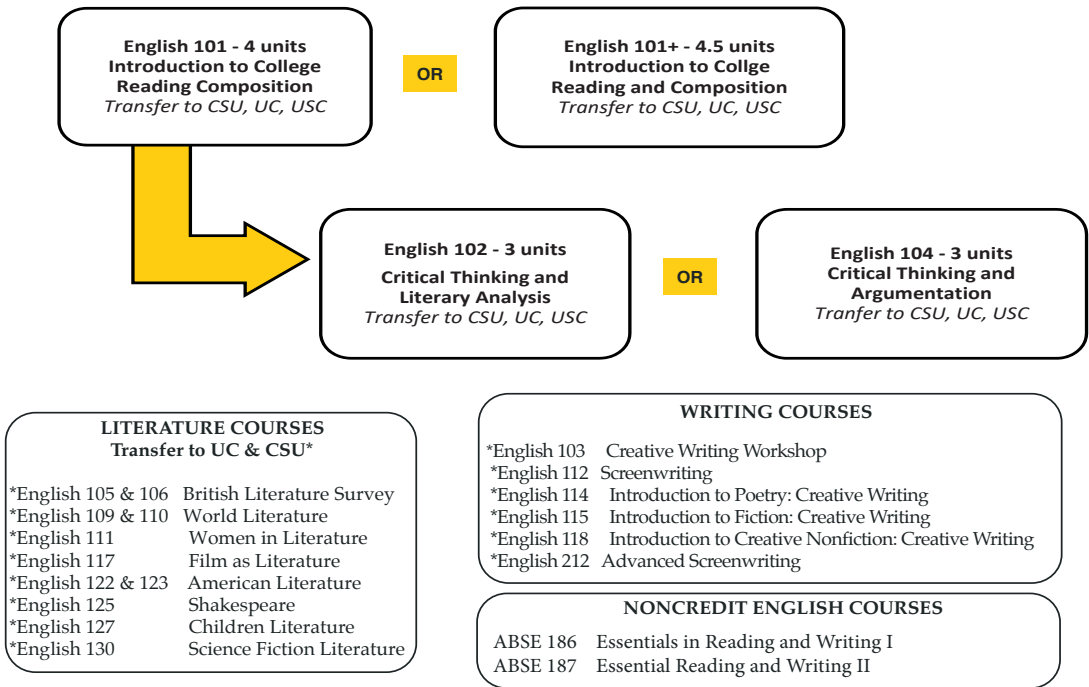 English 101 - 4 units
Introduction to College
Reading Composition
Transfer to CSU, UC, USC
OR
English 101+ - 4.5 units
Introduction to Collge
Reading and Composition
Transfer to CSU, UC, USC
English 102 - 3 units
Critical Thinking and
Literary Analysis
Transfer to CSU, UC, USC
OR
English 104 - 3 units
Critical Thinking and
Argumentation
Tranfer to CSU, UC, USC
LITERATURE COURSES
Transfer to UC & CSU*
*English 105 & 106 British Literature Survey
*English 109 & 110 World Literature
*English 111 Women in Literature
*English 117 Film as Literature
*English 122 & 123 American Literature
*English 125 Shakespeare
*English 127 Children Literature
*English 130 Science Fiction Literature
WRITING COURSES
*English 103 Creative Writing Workshop
*English 112 Screenwriting
*English 114 Introduction to Poetry: Creative Writing
*English 115 Introduction to Fiction: Creative Writing
*English 118 Introduction to Creative Nonfiction: Creative Writing
*English 212 Advanced Screenwriting
NONCREDIT ENGLISH COURSES
ABSE 186 Essentials in Reading and Writing I
ABSE 187 Essential Reading and Writing II